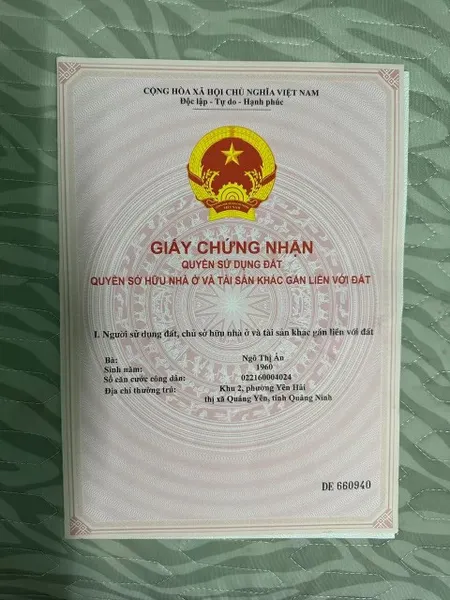 CỘNG HÒA XÃ HỘI CHỦ NGHĨA VIỆT NAM
Độc lập - Tự do - Hạnh phúc
VIỆT NAM
GIẤY CHỨNG NHẬN
QUYỀN SỬ DỤNG ĐẤT
QUYỀN SỞ HỮU NHÀ Ở VÀ TÀI SẢN KHÁC GẮN LIỀN VỚI ĐẤT
I. Người sử dụng đất, chủ sở hữu nhà ở và tài sản khác gắn liền với đất
Bà: Ngô Thị Án
Sinh năm: 1960
Số căn cước công dân: 022160004024
Địa chỉ thường trú: Khu 2, phường Yên Hải
thị xã Quảng Yên, tỉnh Quảng Ninh
DE 660940